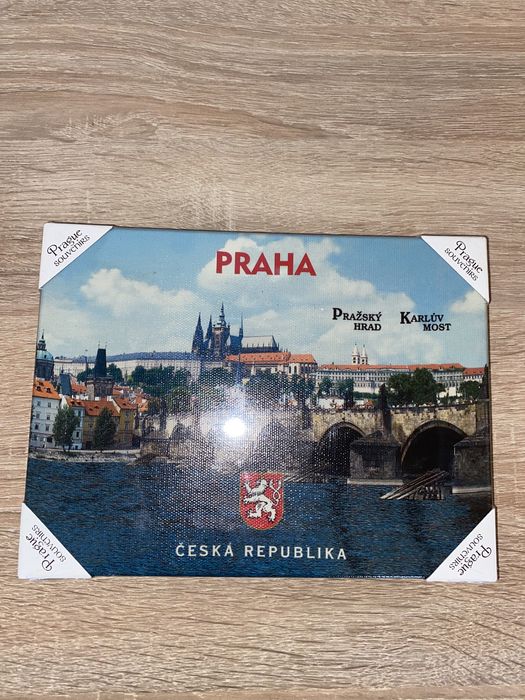 Prague
SOUVENIRS
Prague
SOUVENIRS
PRAHA
PRAŽSKÝ
HRAD
KARLŮV
MOST
ČESKÁ REPUBLIKA
Prague
SOUVENIRS
Prague
SOUVENIRS